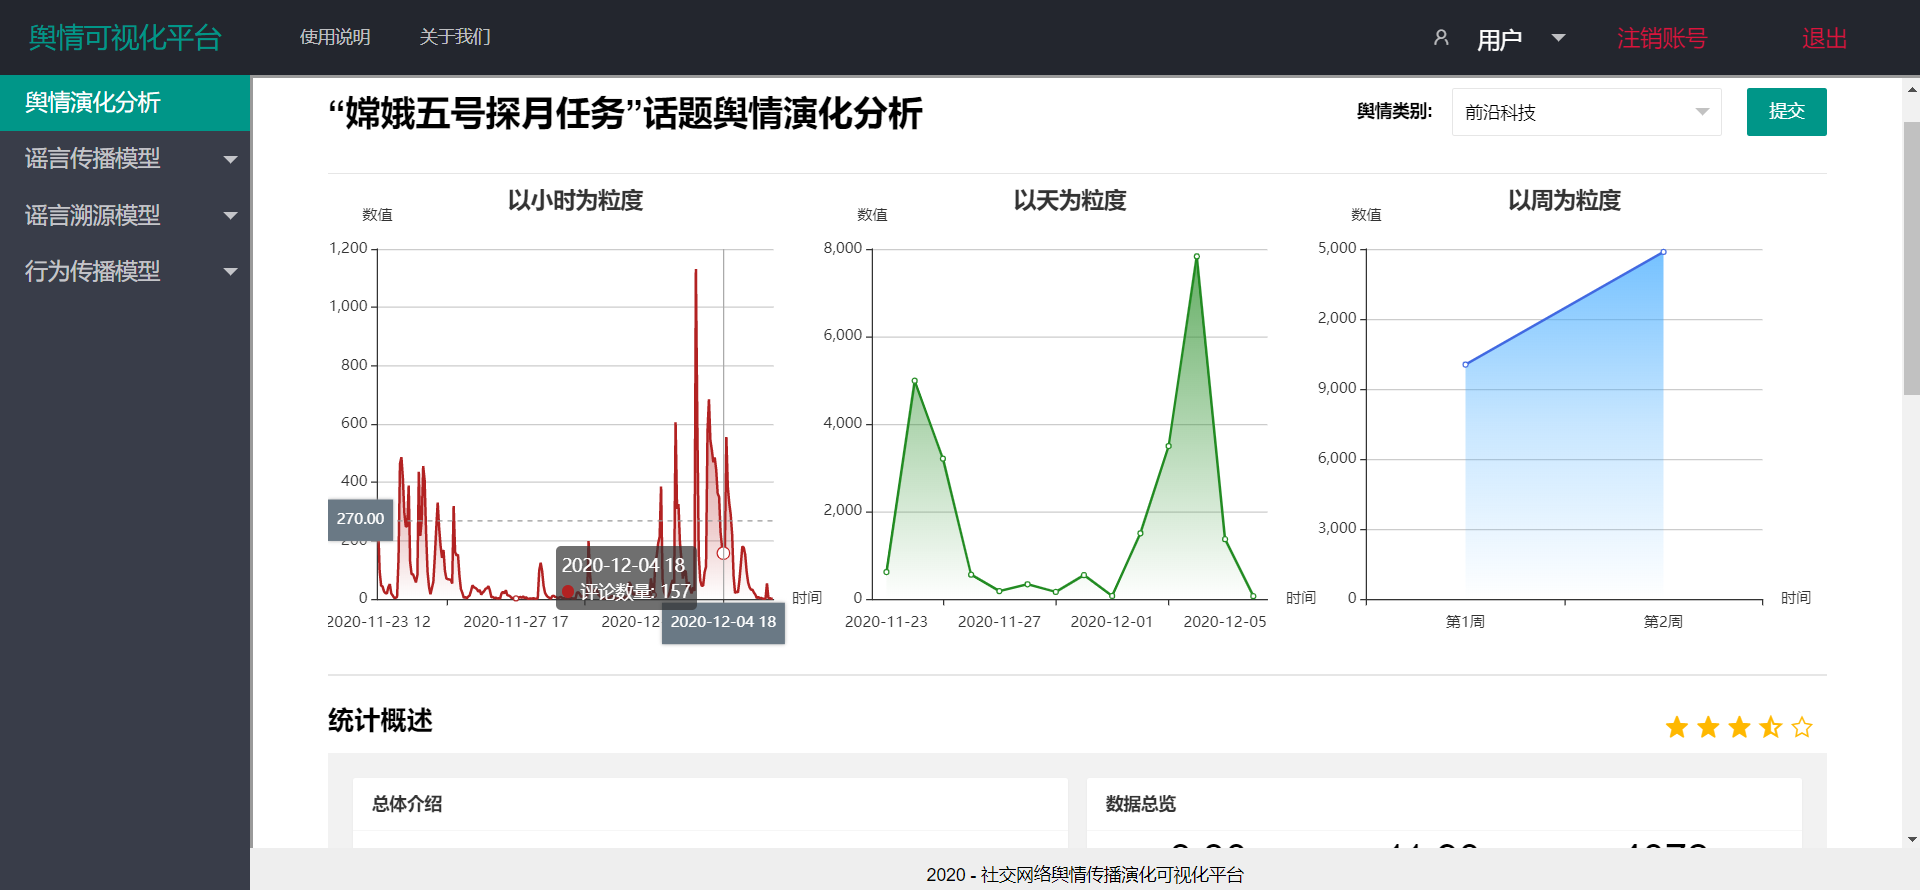 舆情可视化平台
使用说明
关于我们
用户
注销账号
退出
舆情演化分析
谣言传播模型
谣言溯源模型
行为传播模型
“嫦娥五号探月任务”话题舆情演化分析
舆情类别:
前沿科技
提交
以小时为粒度
数值
1,200
1,000
800
600
400
270.00
0
2020-12-04 18
评论数量: 157
时间
2020-11-23 12
2020-11-27 17
2020-12
2020-12-04 18
以天为粒度
数值
8,000
6,000
4,000
2,000
0
时间
2020-11-23
2020-11-27
2020-12-01
2020-12-05
以周为粒度
数值
5,000
2,000
9,000
6,000
3,000
0
时间
第1周
第2周
统计概述
总体介绍
数据总览
2020 - 社交网络舆情传播演化可视化平台